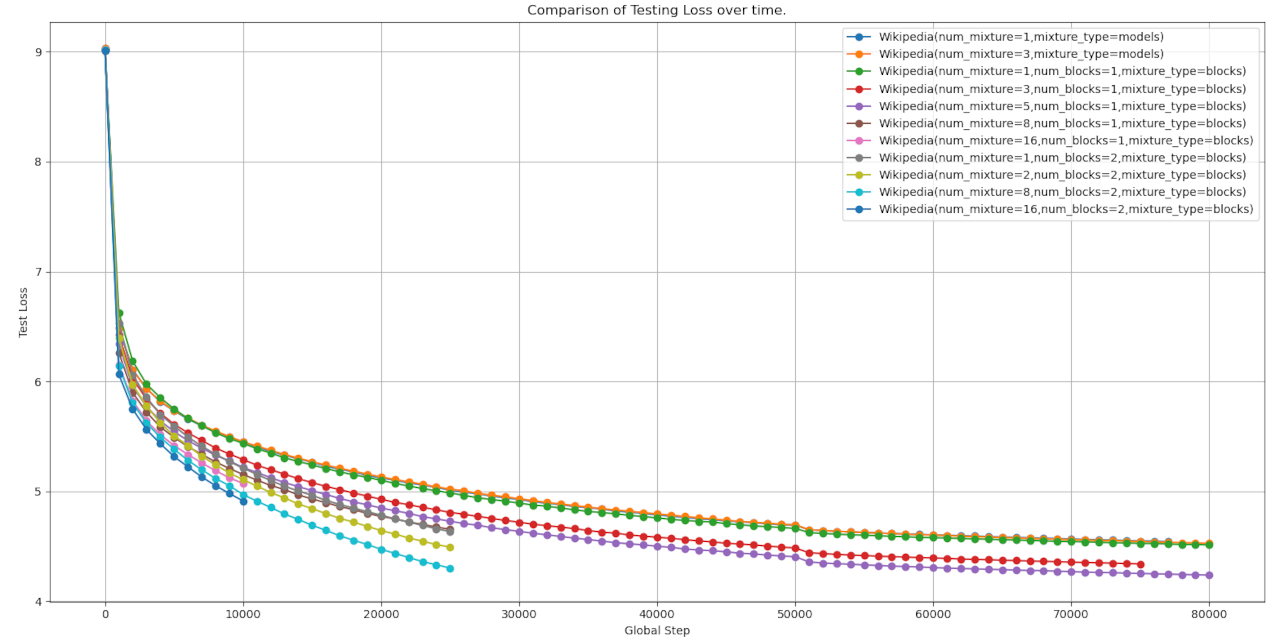 Comparison of Testing Loss over time.
Wikipedia(num_mixture=1,mixture_type=models)
Wikipedia(num_mixture=3,mixture_type=models)
Wikipedia(num_mixture=1,num_blocks=1,mixture_type=blocks)
Wikipedia(num_mixture=3,num_blocks=1,mixture_type=blocks)
Wikipedia(num_mixture=5,num_blocks=1,mixture_type=blocks)
Wikipedia(num_mixture=8,num_blocks=1,mixture_type=blocks)
Wikipedia(num_mixture=16,num_blocks=1,mixture_type=blocks)
Wikipedia(num_mixture=1,num_blocks=2,mixture_type=blocks)
Wikipedia(num_mixture=2,num_blocks=2,mixture_type=blocks)
Wikipedia(num_mixture=8,num_blocks=2,mixture_type=blocks)
Wikipedia(num_mixture=16,num_blocks=2,mixture_type=blocks)
9
8
7
6
5
4
Test Loss
0 10000 20000 30000 40000 50000 60000 70000 80000
Global Step